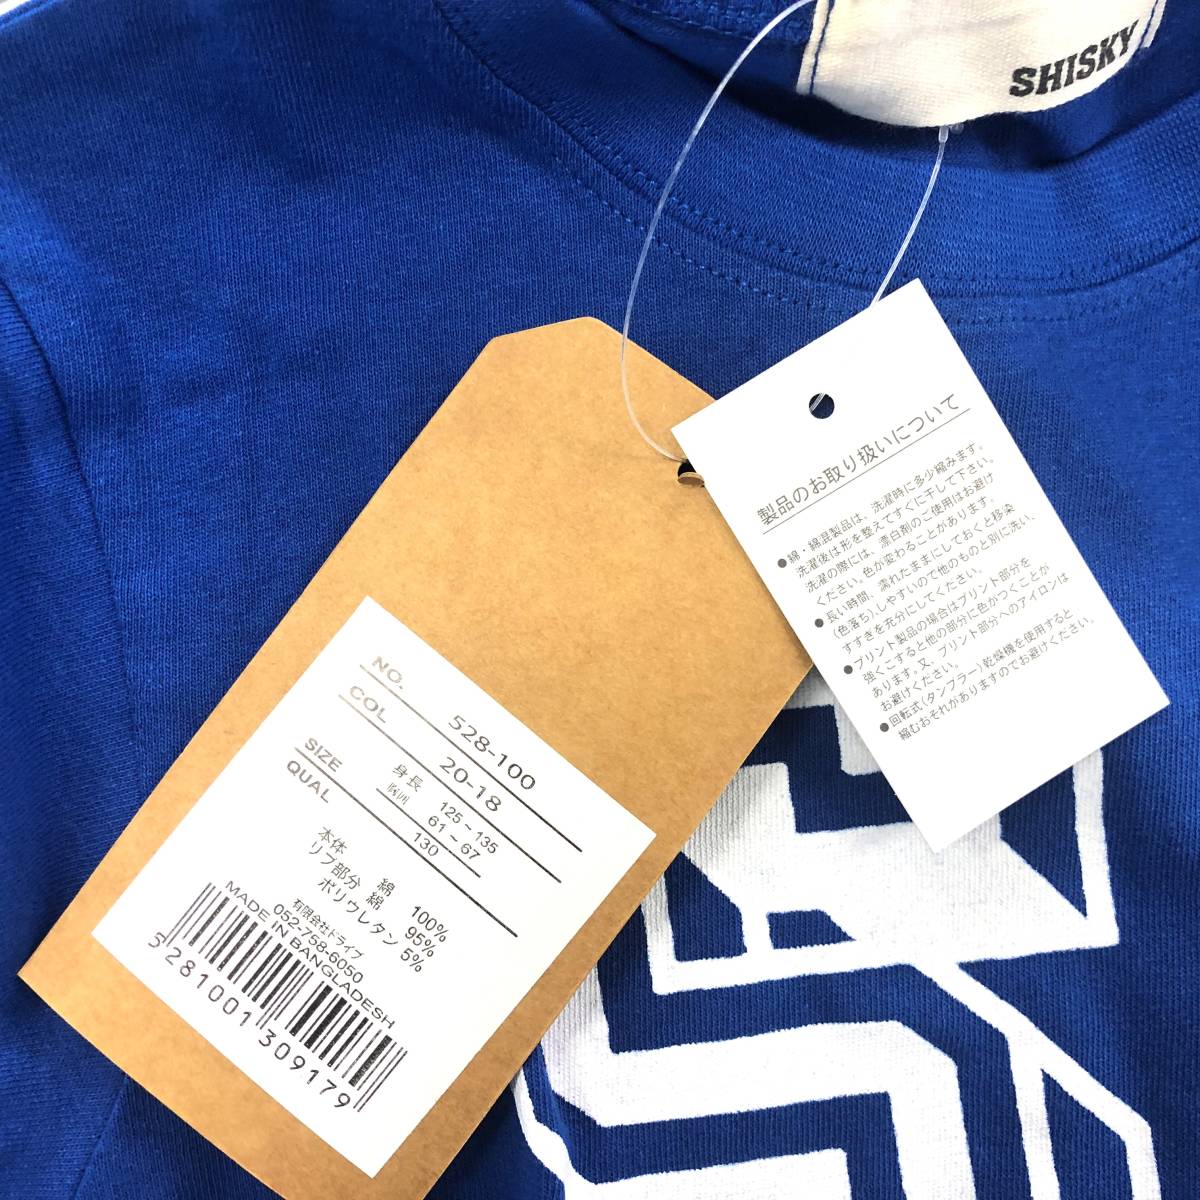 SHISKY
製品のお取り扱いについて
●綿・綿混製品は、洗濯時に多少縮みます。
洗濯後は形を整えてすぐに干して下さい。
洗濯の際には、漂白剤のご使用はお避け
ください。色が変わることがあります。
●長い時間、濡れたままにしておくと移染
(色落ち)しやすいので他のものと別に洗い、
すすぎを充分にしてください。
●プリント製品の場合はプリント部分を
強くこすると他の部分に色がつくことが
あります。又、プリント部分へのアイロンは
お避けください。
●回転式(タンブラー)乾燥機を使用すると、
縮むおそれがありますのでお避けください。
NO. 528-100
COL 20-18
SIZE 身長 125~135
胸囲 61~67
130
QUAL
本体 綿 100%
リブ部分 綿 95%
ポリウレタン 5%
有限会社ドライブ
052-758-6050
MADE IN BANGLADESH
5281001309179